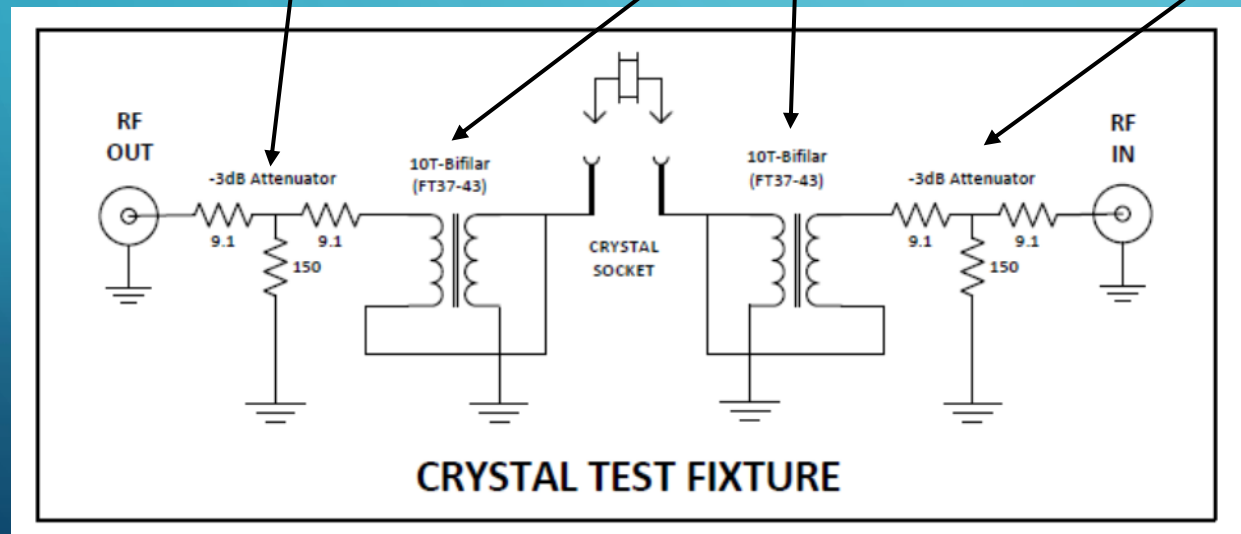 RF
OUT
-3dB Attenuator
9.1
9.1
150
10T-Bifilar
(FT37-43)
CRYSTAL
SOCKET
10T-Bifilar
(FT37-43)
-3dB Attenuator
9.1
9.1
150
RF
IN
CRYSTAL TEST FIXTURE